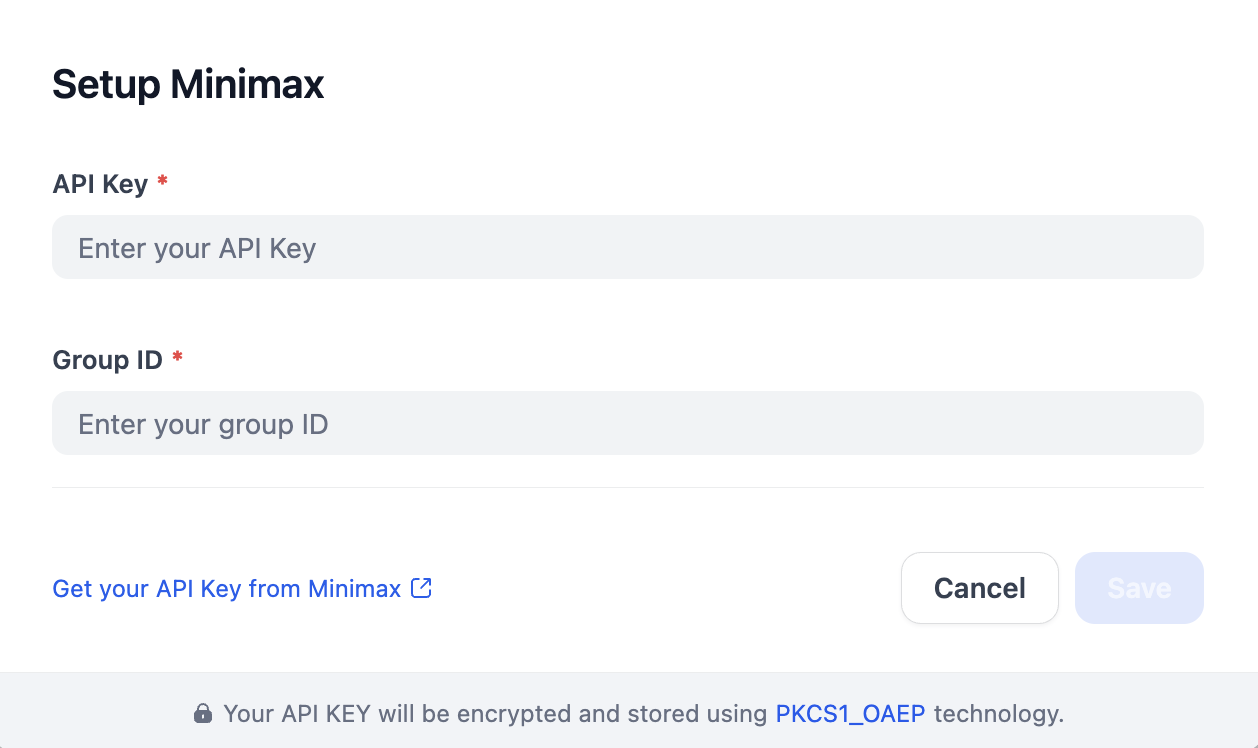 Setup Minimax
API Key *
Enter your API Key
Group ID *
Enter your group ID
Get your API Key from Minimax
Cancel
Save
Your API KEY will be encrypted and stored using PKCS1_OAEP technology.